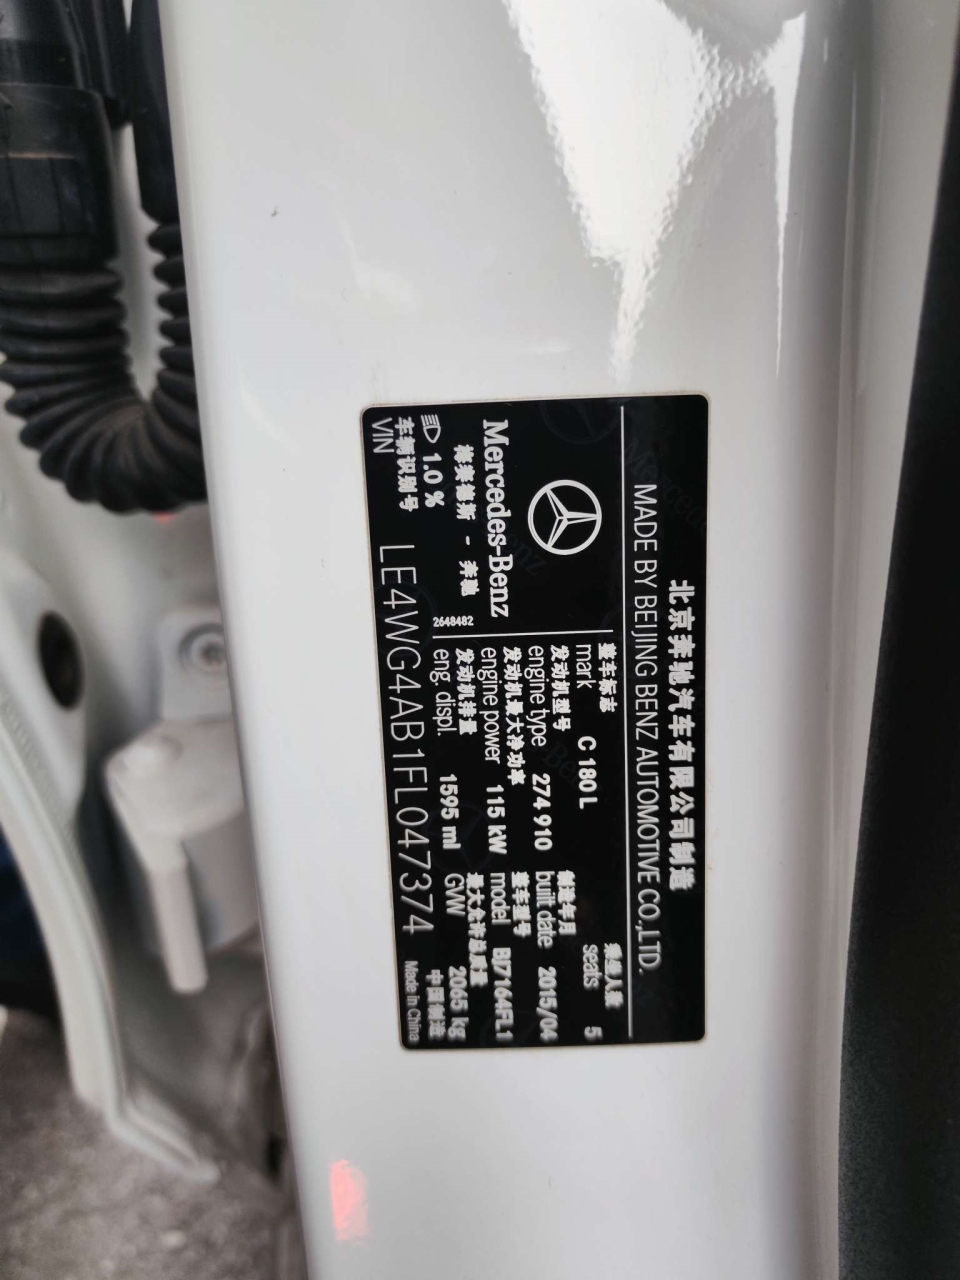 北京奔驰汽车有限公司制造
MADE BY BEIJING BENZ AUTOMOTIVE CO.,LTD.
Mercedes-Benz
梅赛德斯 - 奔驰
2648482
1.0 %
整车标志
mark C 180 L
乘坐人数
seats 5
发动机型号
engine type 274 910
制造年月
built date 2015/04
发动机最大净功率
engine power 115 kW
整车型号
model BJ7164FL1
发动机排量
eng. displ. 1595 ml
最大允许总质量
GVW 2065 kg
车辆识别号
VIN LE4WG4AB1FL047374
中国制造
Made In China